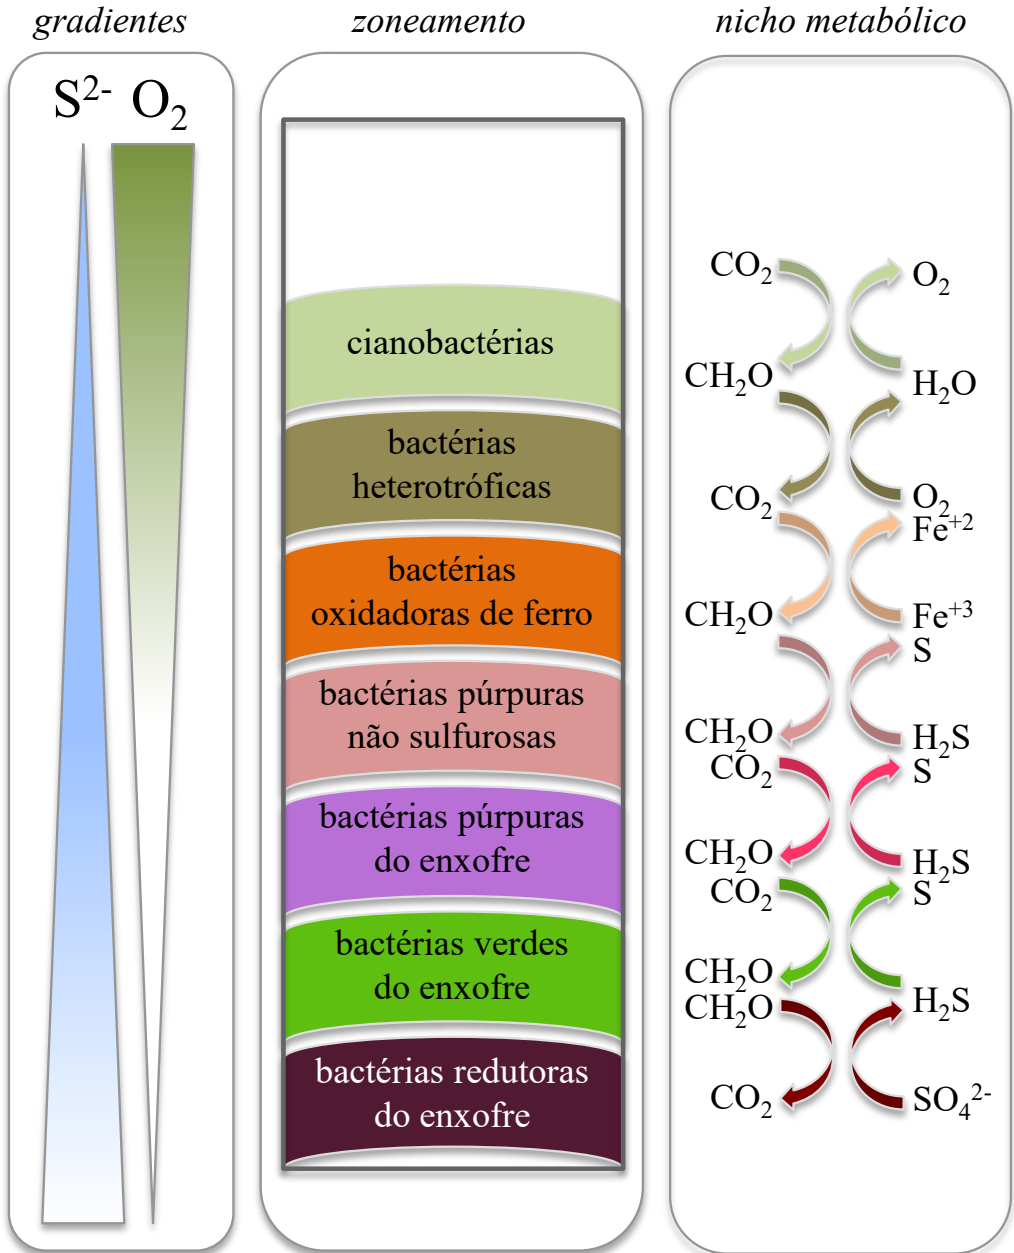 gradientes
zoneamento
nicho metabólico
S²⁻ O₂
cianobactérias
bactérias
heterotróficas
bactérias
oxidadoras de ferro
bactérias púrpuras
não sulfurosas
bactérias púrpuras
do enxofre
bactérias verdes
do enxofre
bactérias redutoras
do enxofre
CO₂ O₂
CH₂O H₂O
CO₂ O₂
Fe⁺²
CH₂O Fe⁺³
S
CH₂O H₂S
CO₂ S
CH₂O H₂S
CO₂ S
CH₂O
CH₂O H₂S
CO₂ SO₄²⁻